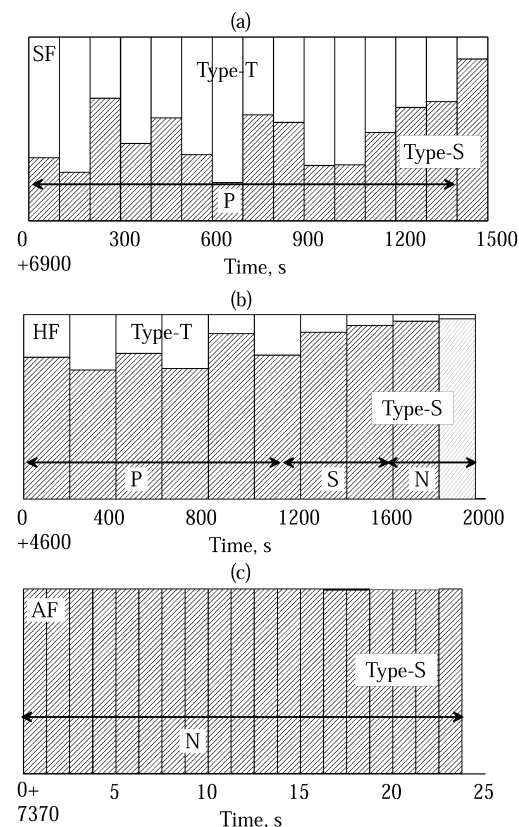 (a)
SF
Type-T
Type-S
P
0 300 600 900 1200 1500
+6900
Time, s
(b)
HF
Type-T
Type-S
P S N
0 400 800 1200 1600 2000
+4600
Time, s
(c)
AF
Type-S
N
0+ 5 10 15 20 25
7370
Time, s